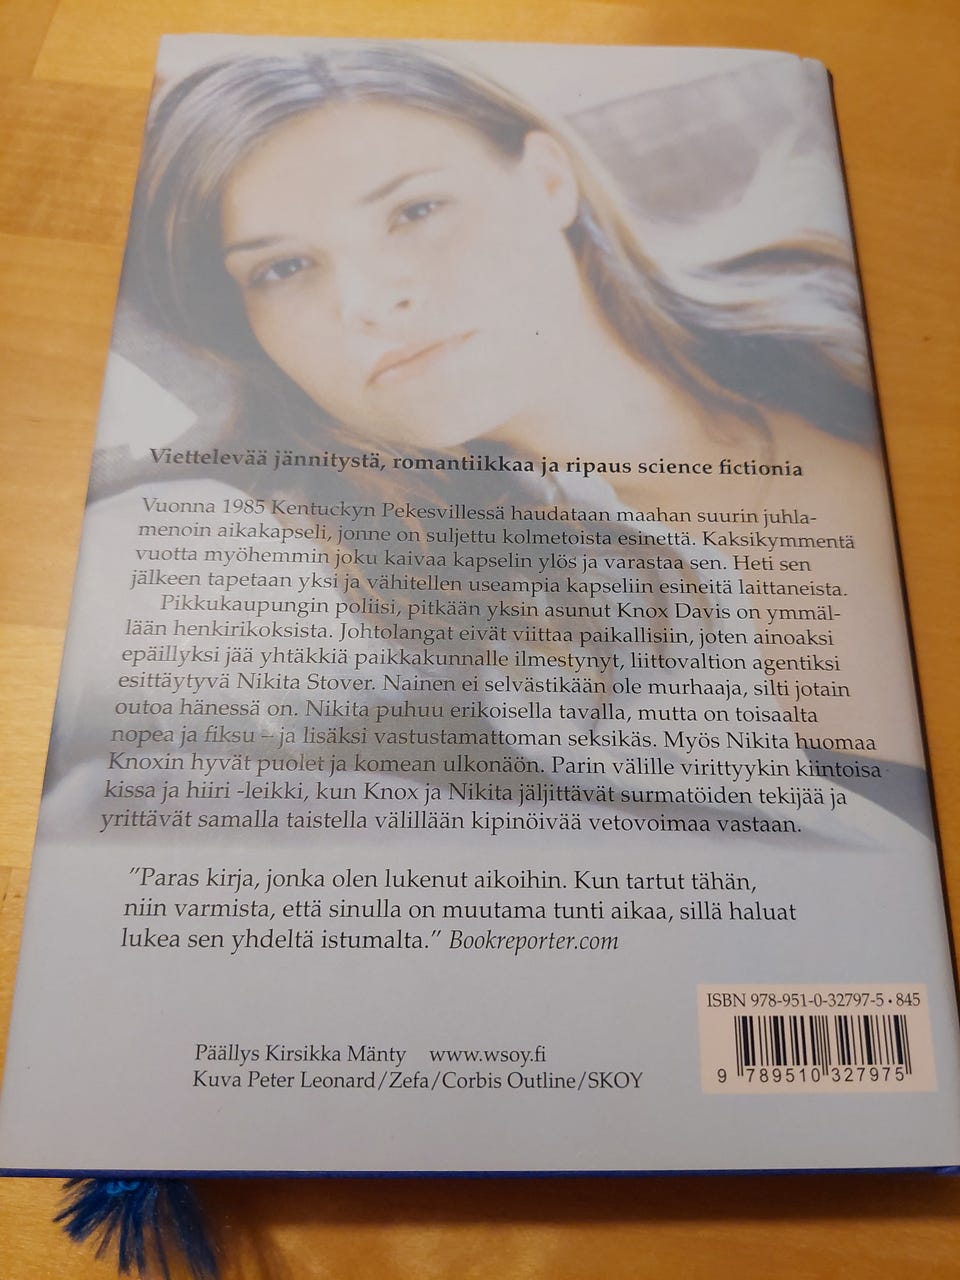 Viettelevää jännitystä, romantiikkaa ja ripaus science fictionia
Vuonna 1985 Kentuckyn Pekesvillessä haudataan maahan suurin juhla-
menoin aikakapseli, jonne on suljettu kolmetoista esinettä. Kaksikymmentä
vuotta myöhemmin joku kaivaa kapselin ylös ja varastaa sen. Heti sen
jälkeen tapetaan yksi ja vähitellen useampia kapseliin esineitä laittaneista.
Pikkukaupungin poliisi, pitkään yksin asunut Knox Davis on ymmäl-
lään henkirikoksista. Johtolangat eivät viittaa paikallisiin, joten ainoaksi
epäillyksi jää yhtäkkiä paikkakunnalle ilmestynyt, liittovaltion agentiksi
esittäytyvä Nikita Stover. Nainen ei selvästikään ole murhaaja, silti jotain
outoa hänessä on. Nikita puhuu erikoisella tavalla, mutta on toisaalta
nopea ja fiksu – ja lisäksi vastustamattoman seksikäs. Myös Nikita huomaa
Knoxin hyvät puolet ja komean ulkonäön. Parin välille virittyykin kiintoisa
kissa ja hiiri -leikki, kun Knox ja Nikita jäljittävät surmatöiden tekijää ja
yrittävät samalla taistella välillään kipinöivää vetovoimaa vastaan.
”Paras kirja, jonka olen lukenut aikoihin. Kun tartut tähän,
niin varmista, että sinulla on muutama tunti aikaa, sillä haluat
lukea sen yhdeltä istumalta.” Bookreporter.com
ISBN 978-951-0-32797-5 • 845
9 789510 327975
Päällys Kirsikka Mänty www.wsoy.fi
Kuva Peter Leonard/Zefa/Corbis Outline/SKOY